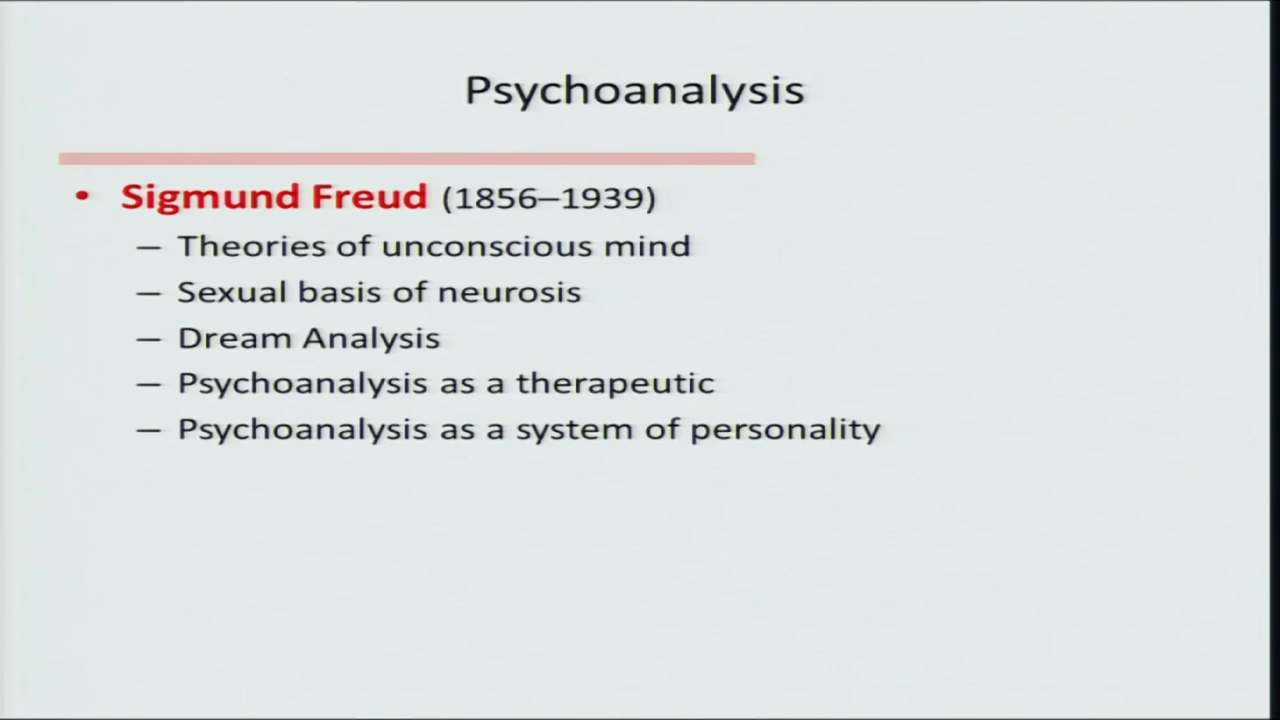 Psychoanalysis
• Sigmund Freud (1856–1939)
– Theories of unconscious mind
– Sexual basis of neurosis
– Dream Analysis
– Psychoanalysis as a therapeutic
– Psychoanalysis as a system of personality